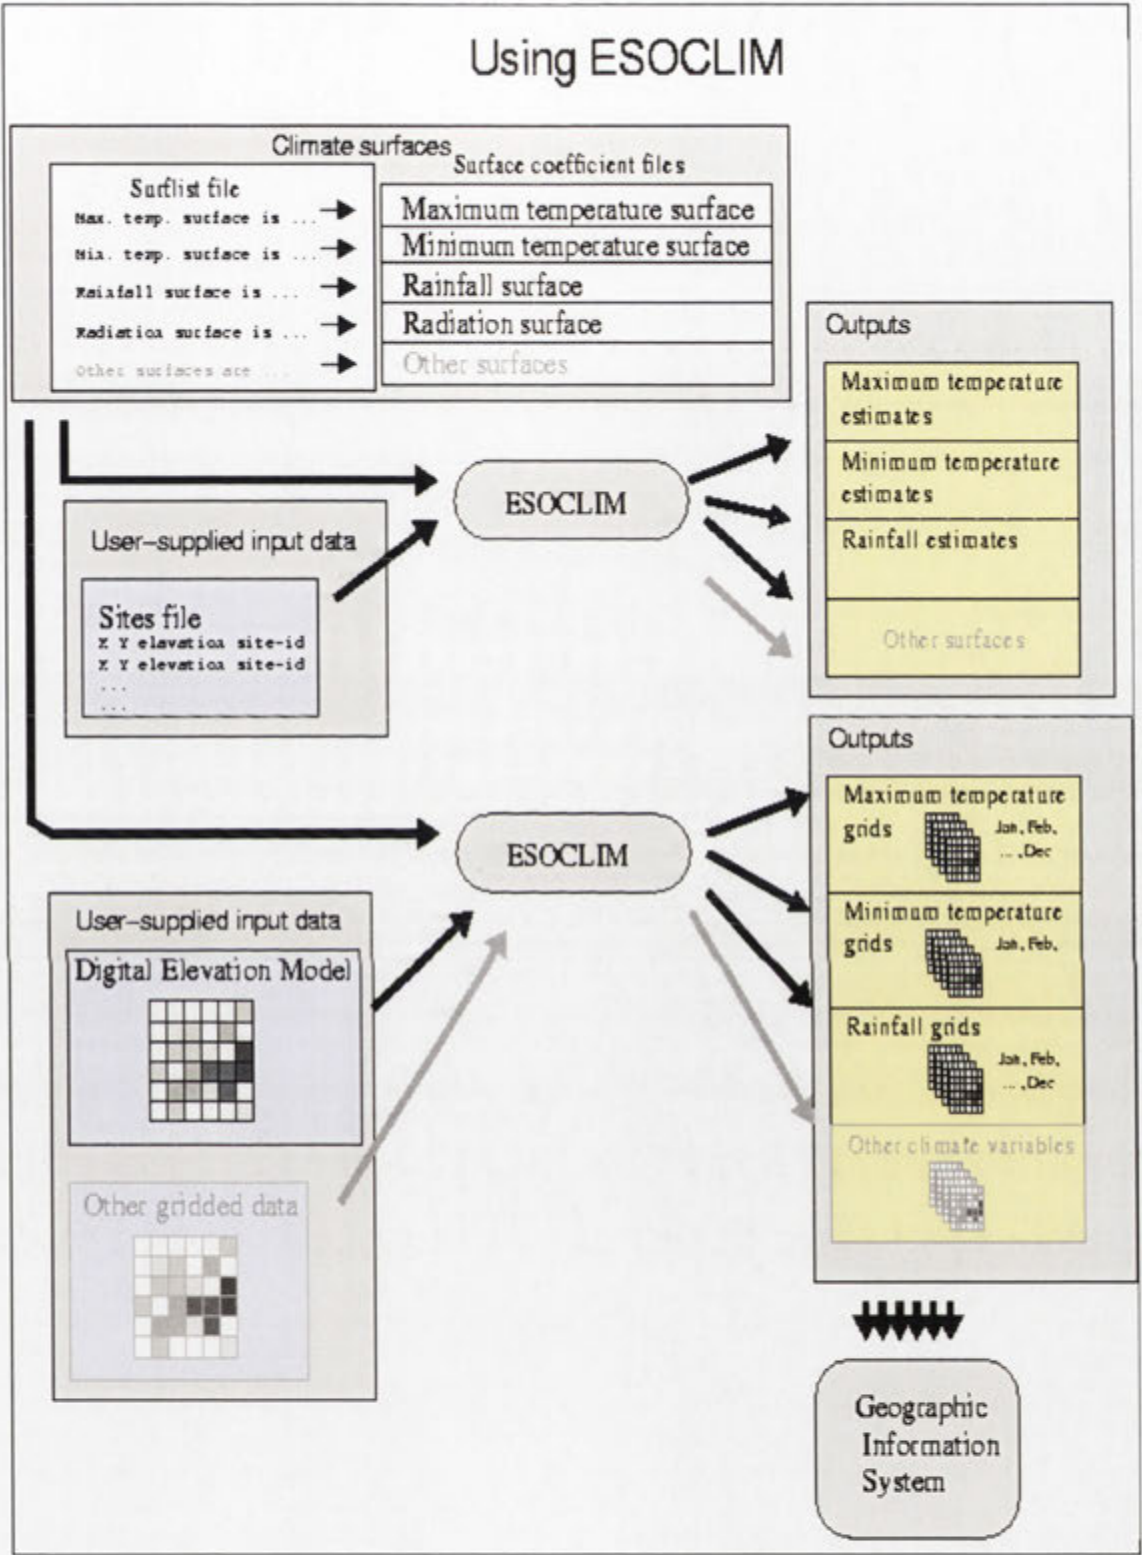 Using ESOCLIM
Climate surfaces
Surflist file
Max. temp. surface is ...
Min. temp. surface is ...
Rainfall surface is ...
Radiation surface is ...
Other surfaces are ...
Surface coefficient files
Maximum temperature surface
Minimum temperature surface
Rainfall surface
Radiation surface
Other surfaces
ESOCLIM
User-supplied input data
Sites file
X Y elevation site-id
X Y elevation site-id
...
...
Outputs
Maximum temperature
estimates
Minimum temperature
estimates
Rainfall estimates
Other surfaces
ESOCLIM
User-supplied input data
Digital Elevation Model
Other gridded data
Outputs
Maximum temperature
grids Jan, Feb,
... ,Dec
Minimum temperature
grids Jan, Feb,
Rainfall grids
Jan, Feb,
... ,Dec
Other climate variables
Geographic
Information
System